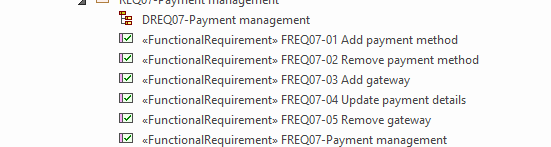 REQ07-Payment management
DREQ07-Payment management
«FunctionalRequirement» FREQ07-01 Add payment method
«FunctionalRequirement» FREQ07-02 Remove payment method
«FunctionalRequirement» FREQ07-03 Add gateway
«FunctionalRequirement» FREQ07-04 Update payment details
«FunctionalRequirement» FREQ07-05 Remove gateway
«FunctionalRequirement» FREQ07-Payment management